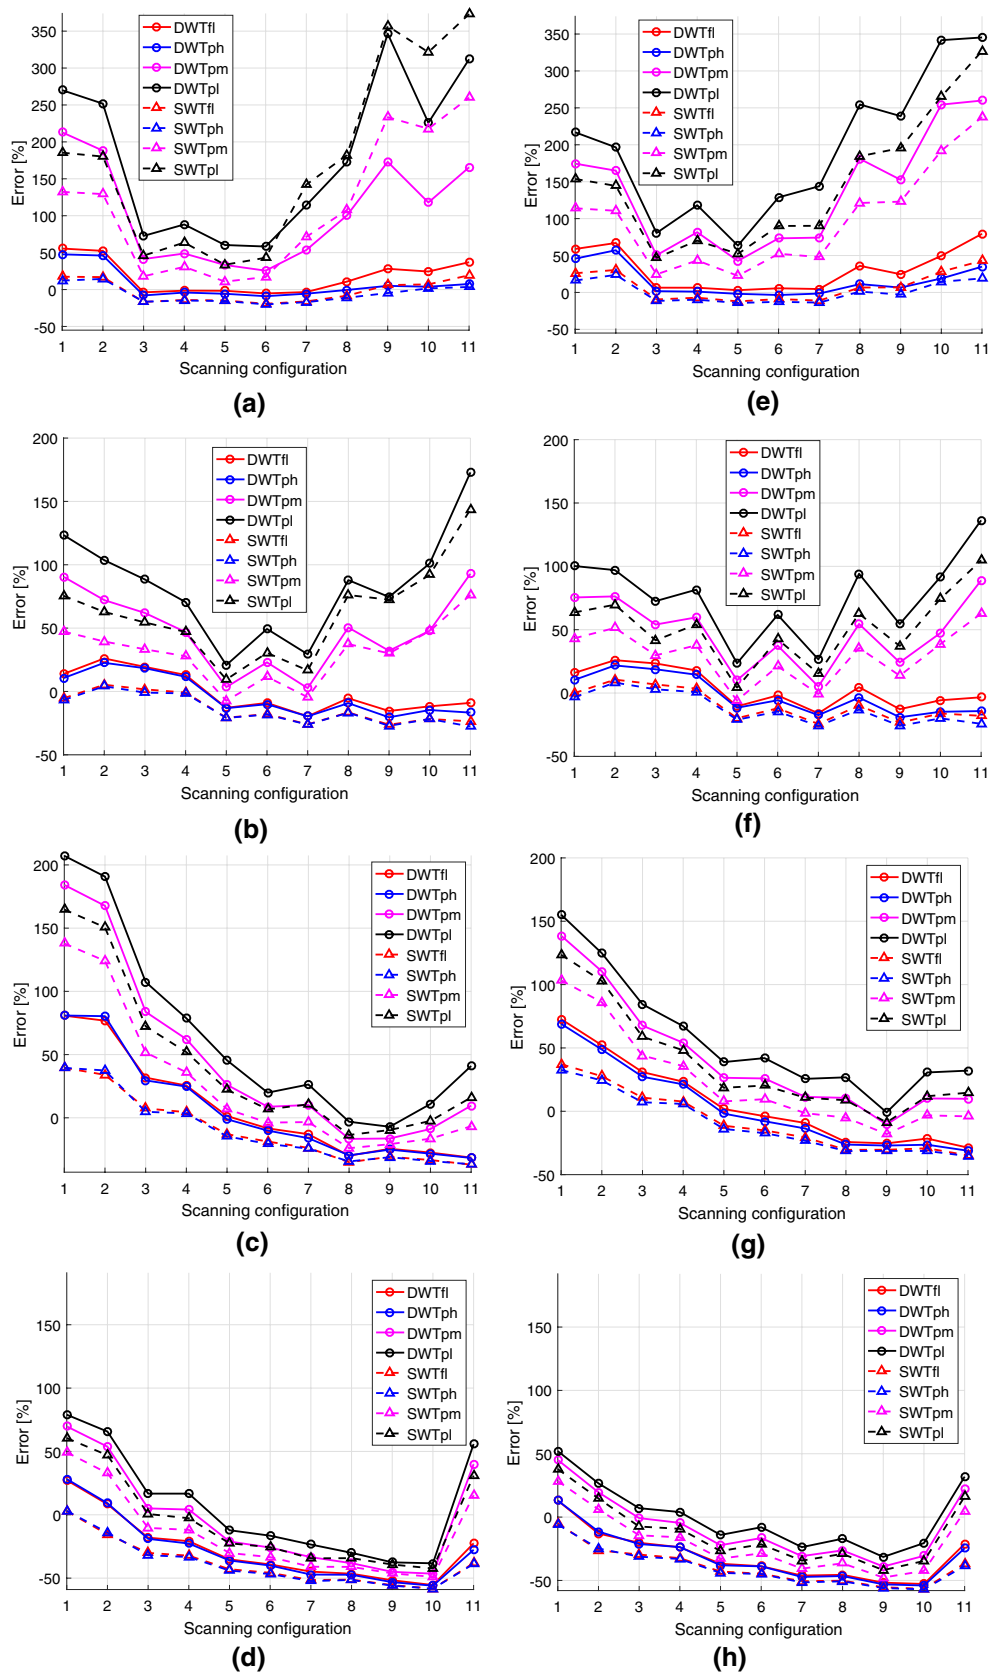 DWTfl
DWTph
DWTpm
DWTpl
SWTfl
SWTph
SWTpm
SWTpl
350
300
250
200
150
100
50
0
-50
Error [%]
1 2 3 4 5 6 7 8 9 10 11
Scanning configuration
(a)
DWTfl
DWTph
DWTpm
DWTpl
SWTfl
SWTph
SWTpm
SWTpl
350
300
250
200
150
100
50
0
-50
Error [%]
1 2 3 4 5 6 7 8 9 10 11
Scanning configuration
(e)
DWTfl
DWTph
DWTpm
DWTpl
SWTfl
SWTph
SWTpm
SWTpl
200
150
100
50
0
-50
Error [%]
1 2 3 4 5 6 7 8 9 10 11
Scanning configuration
(b)
DWTfl
DWTph
DWTpm
DWTpl
SWTfl
SWTph
SWTpm
SWTpl
200
150
100
50
0
-50
Error [%]
1 2 3 4 5 6 7 8 9 10 11
Scanning configuration
(f)
DWTfl
DWTph
DWTpm
DWTpl
SWTfl
SWTph
SWTpm
SWTpl
200
150
100
50
0
Error [%]
1 2 3 4 5 6 7 8 9 10 11
Scanning configuration
(c)
DWTfl
DWTph
DWTpm
DWTpl
SWTfl
SWTph
SWTpm
SWTpl
200
150
100
50
0
-50
Error [%]
1 2 3 4 5 6 7 8 9 10 11
Scanning configuration
(g)
DWTfl
DWTph
DWTpm
DWTpl
SWTfl
SWTph
SWTpm
SWTpl
150
100
50
0
-50
Error [%]
1 2 3 4 5 6 7 8 9 10 11
Scanning configuration
(d)
DWTfl
DWTph
DWTpm
DWTpl
SWTfl
SWTph
SWTpm
SWTpl
150
100
50
0
-50
Error [%]
1 2 3 4 5 6 7 8 9 10 11
Scanning configuration
(h)